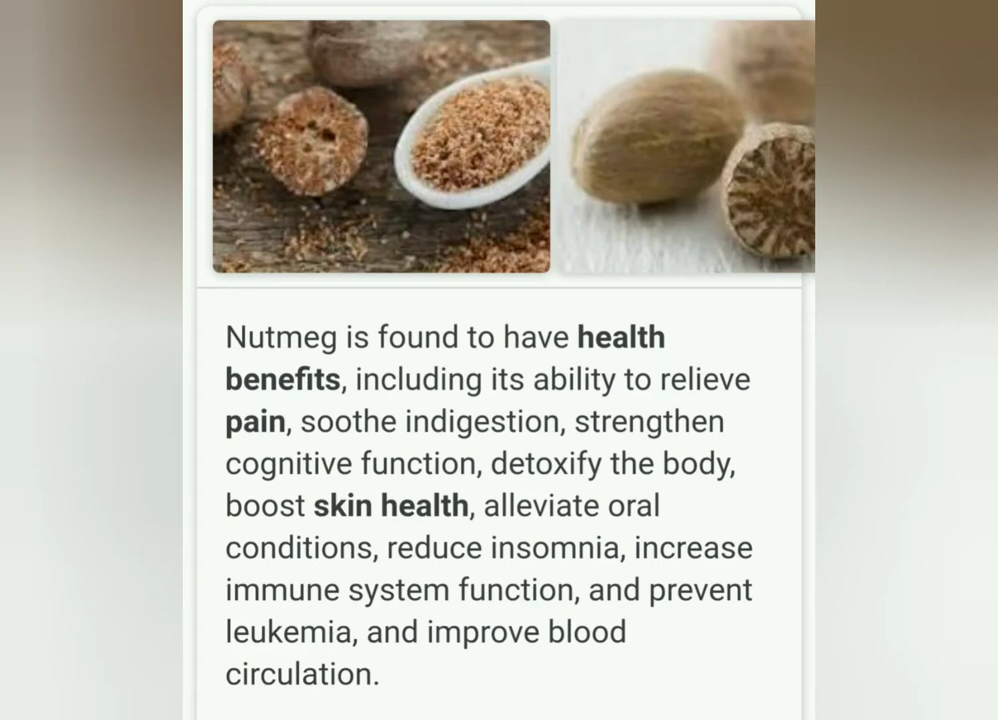 Nutmeg is found to have health
benefits, including its ability to relieve
pain, soothe indigestion, strengthen
cognitive function, detoxify the body,
boost skin health, alleviate oral
conditions, reduce insomnia, increase
immune system function, and prevent
leukemia, and improve blood
circulation.